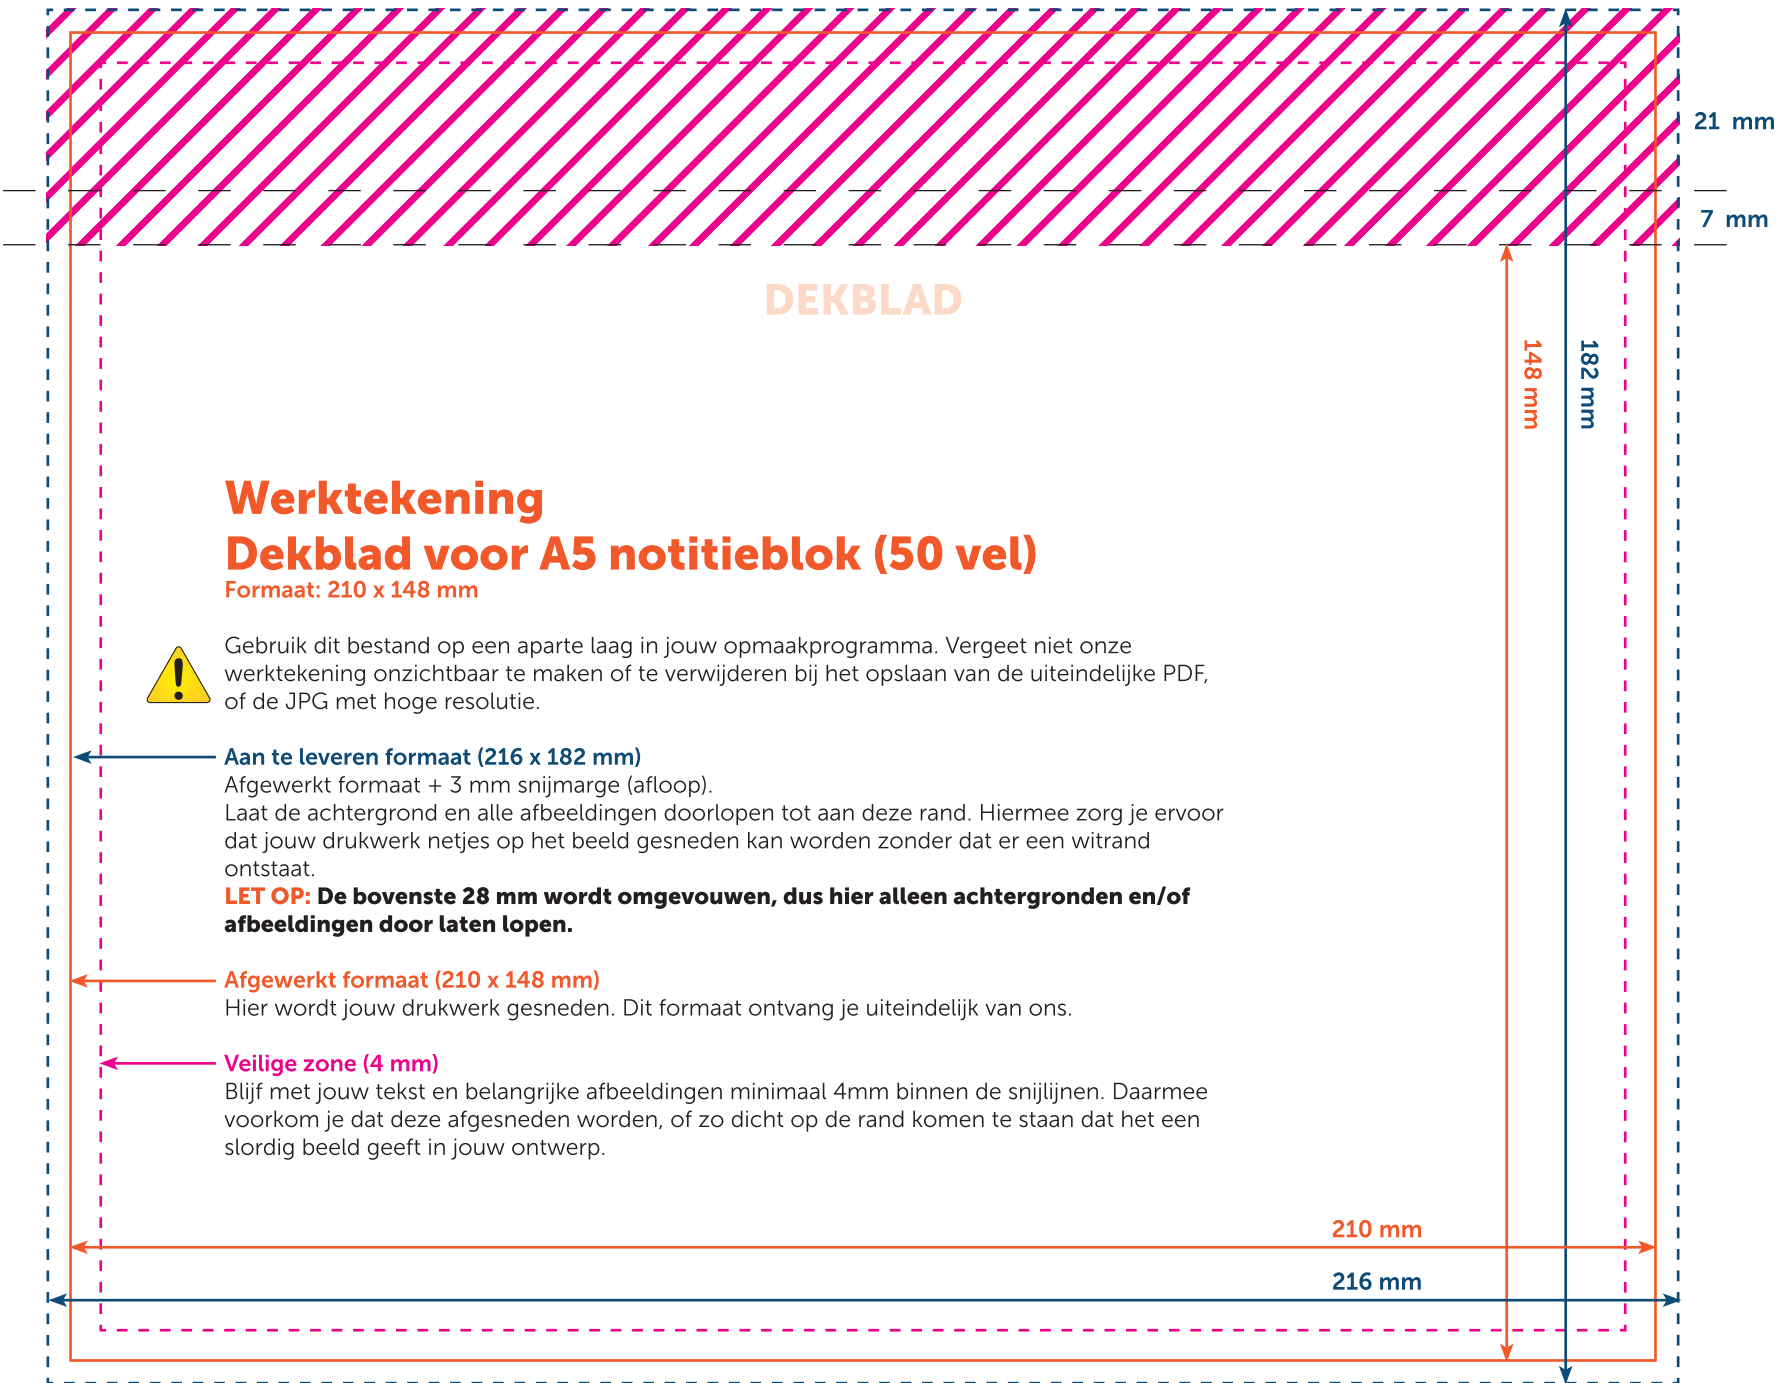 21 mm
7 mm
DEKBLAD
148 mm
182 mm
Werktekening
Dekblad voor A5 notitieblok (50 vel)
Formaat: 210 x 148 mm
Gebruik dit bestand op een aparte laag in jouw opmaakprogramma. Vergeet niet onze
werktekening onzichtbaar te maken of te verwijderen bij het opslaan van de uiteindelijke PDF,
of de JPG met hoge resolutie.
Aan te leveren formaat (216 x 182 mm)
Afgewerkt formaat + 3 mm snijmarge (afloop).
Laat de achtergrond en alle afbeeldingen doorlopen tot aan deze rand. Hiermee zorg je ervoor
dat jouw drukwerk netjes op het beeld gesneden kan worden zonder dat er een witrand
ontstaat.
LET OP: De bovenste 28 mm wordt omgevouwen, dus hier alleen achtergronden en/of
afbeeldingen door laten lopen.
Afgewerkt formaat (210 x 148 mm)
Hier wordt jouw drukwerk gesneden. Dit formaat ontvang je uiteindelijk van ons.
Veilige zone (4 mm)
Blijf met jouw tekst en belangrijke afbeeldingen minimaal 4mm binnen de snijlijnen. Daarmee
voorkom je dat deze afgesneden worden, of zo dicht op de rand komen te staan dat het een
slordig beeld geeft in jouw ontwerp.
210 mm
216 mm